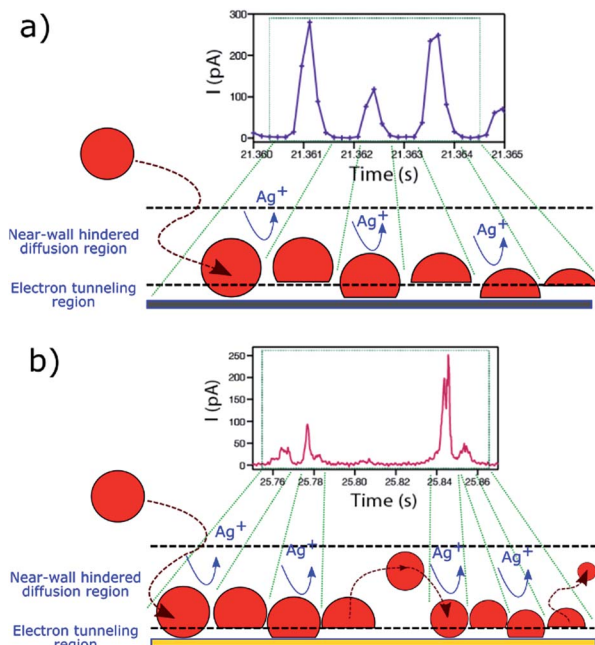 a)
I (pA)
300
200
100
0
21.360
21.361
21.362
21.363
21.364
21.365
Time (s)
Ag+
Ag+
Ag+
Near-wall hindered
diffusion region
Electron tunneling
region
b)
I (pA)
250
200
150
100
50
0
25.76
25.78
25.80
25.82
25.84
25.86
Time (s)
Ag+
Ag+
Ag+
Ag+
Near-wall hindered
diffusion region
Electron tunneling
region